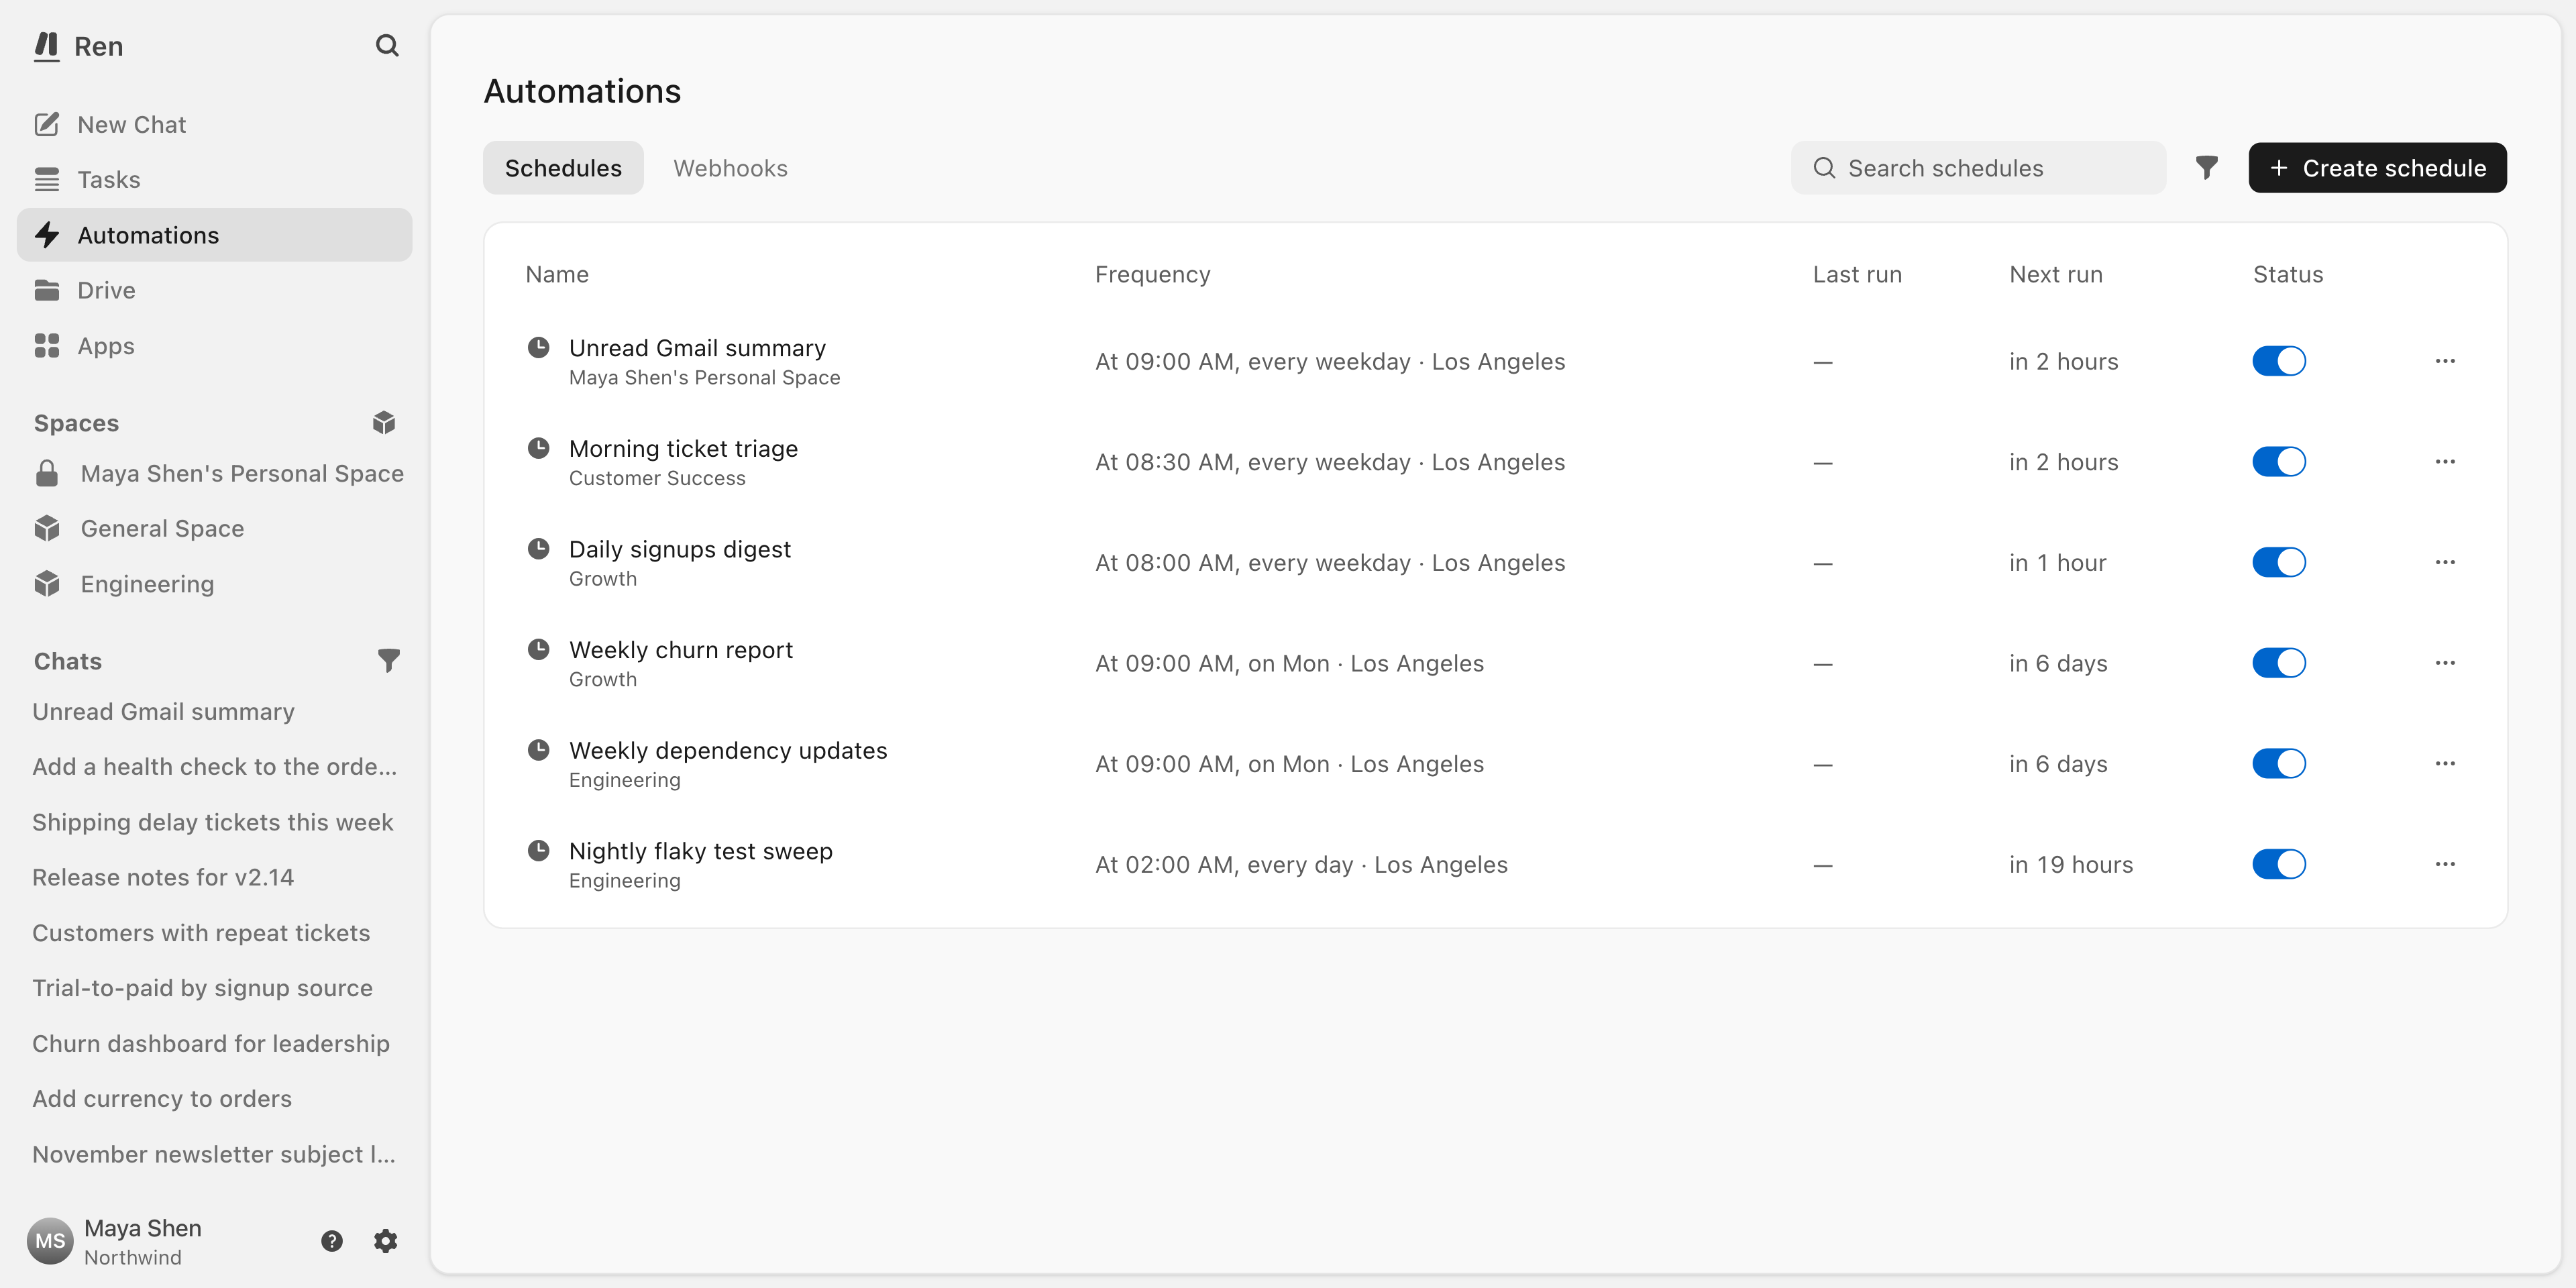 Ren
New Chat
Tasks
Automations
Drive
Apps
Spaces
Maya Shen's Personal Space
General Space
Engineering
Chats
Unread Gmail summary
Add a health check to the orde...
Shipping delay tickets this week
Release notes for v2.14
Customers with repeat tickets
Trial-to-paid by signup source
Churn dashboard for leadership
Add currency to orders
November newsletter subject l...
MS
Maya Shen
Northwind
Automations
Schedules Webhooks
Search schedules
+ Create schedule
Name Frequency Last run Next run Status
Unread Gmail summary
Maya Shen's Personal Space
At 09:00 AM, every weekday · Los Angeles — in 2 hours
Morning ticket triage
Customer Success
At 08:30 AM, every weekday · Los Angeles — in 2 hours
Daily signups digest
Growth
At 08:00 AM, every weekday · Los Angeles — in 1 hour
Weekly churn report
Growth
At 09:00 AM, on Mon · Los Angeles — in 6 days
Weekly dependency updates
Engineering
At 09:00 AM, on Mon · Los Angeles — in 6 days
Nightly flaky test sweep
Engineering
At 02:00 AM, every day · Los Angeles — in 19 hours